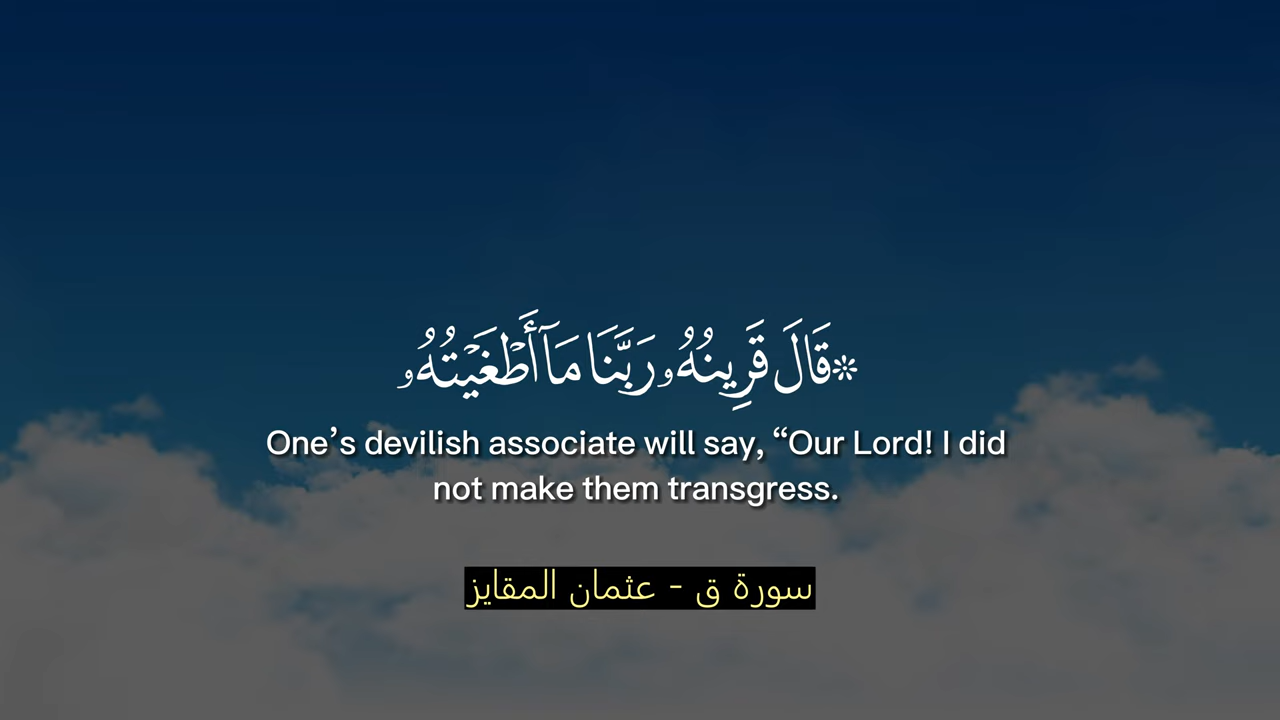 ۞قَالَ قَرِينُهُۥ رَبَّنَا مَآ أَطْغَيْتُهُۥ
One’s devilish associate will say, “Our Lord! I did
not make them transgress.
سورة ق - عثمان المقايز